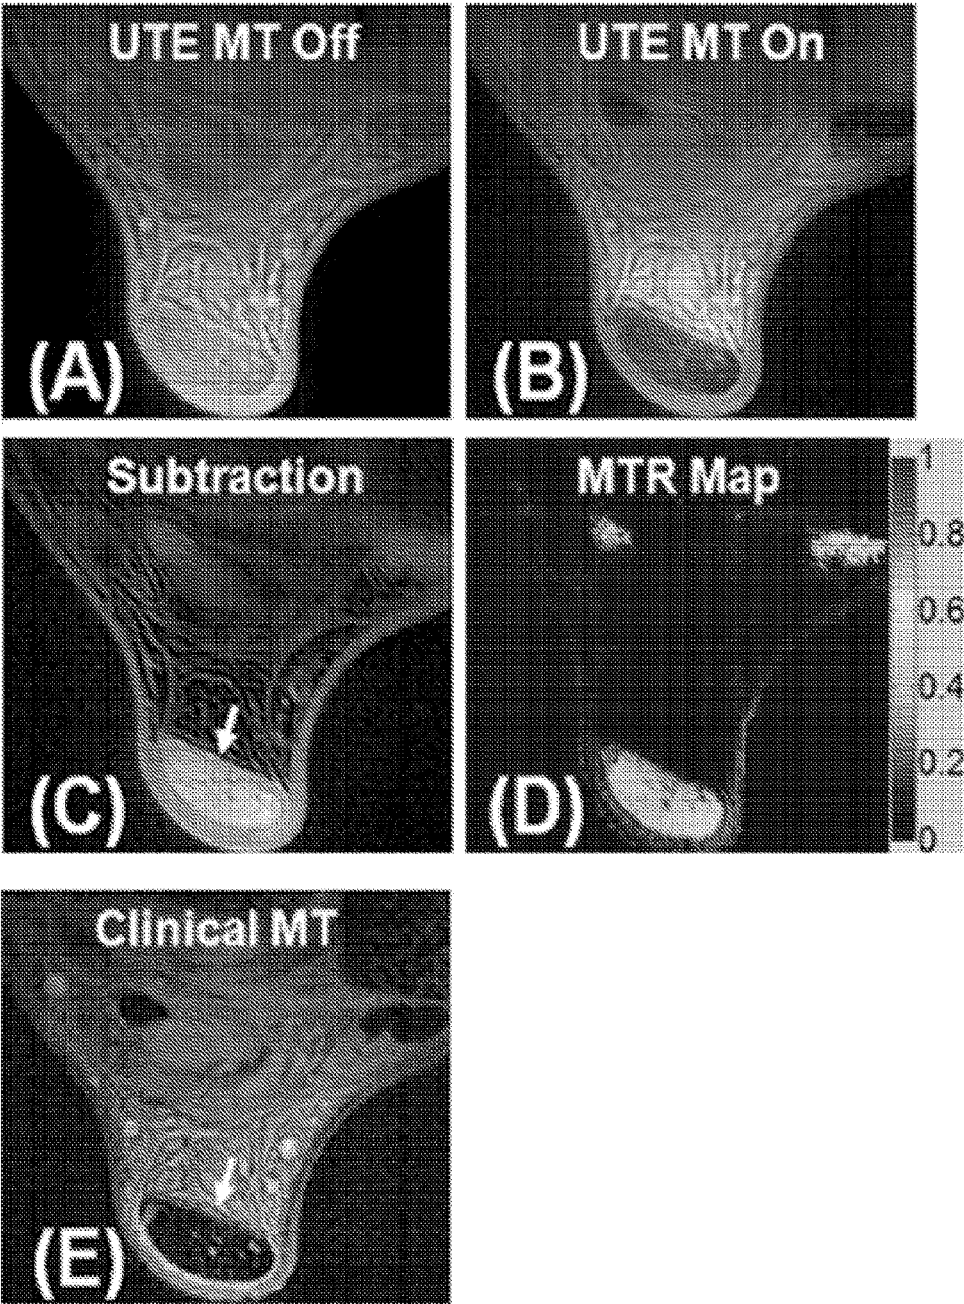 UTE MT Off
(A)
UTE MT On
(B)
Subtraction
(C)
MTR Map
(D)
1
0.8
0.6
0.4
0.2
0
Clinical MT
(E)